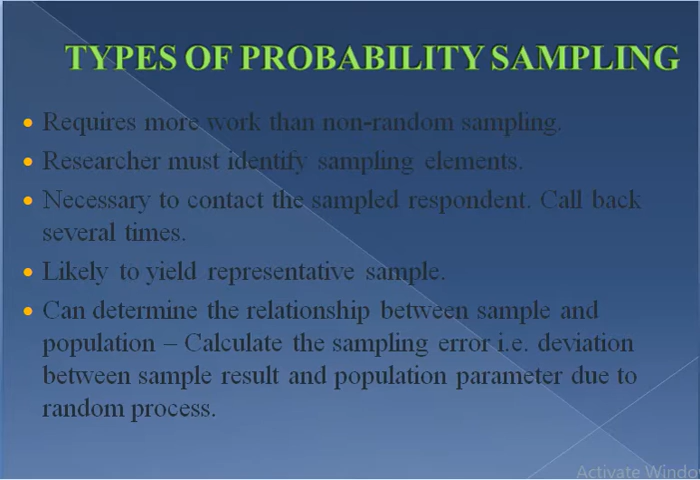 TYPES OF PROBABILITY SAMPLING
• Requires more work than non-random sampling.
• Researcher must identify sampling elements.
• Necessary to contact the sampled respondent. Call back
several times.
• Likely to yield representative sample.
• Can determine the relationship between sample and
population – Calculate the sampling error i.e. deviation
between sample result and population parameter due to
random process.
Activate Windo